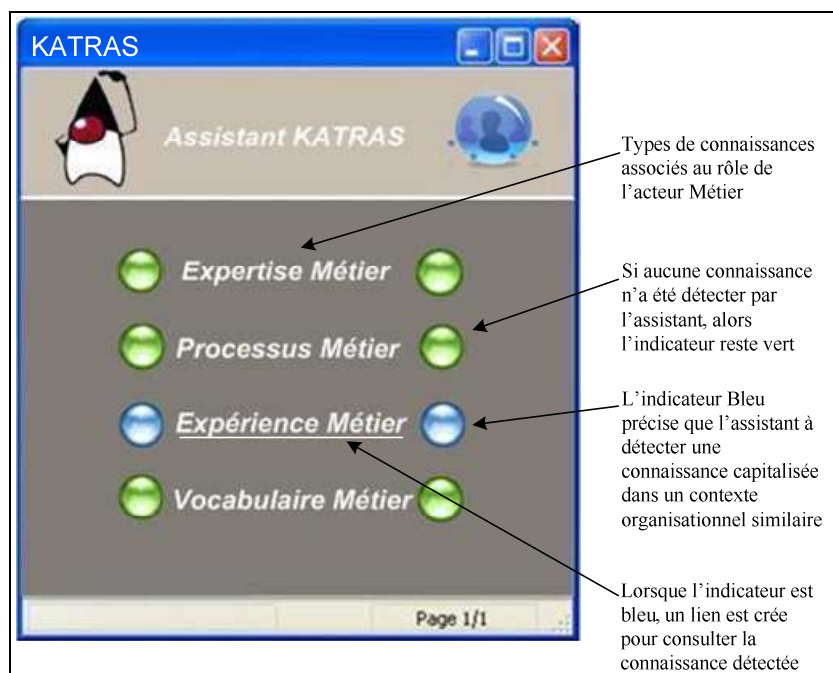 KATRAS
Assistant KATRAS
Expertise Métier
Processus Métier
Expérience Métier
Vocabulaire Métier
Page 1/1
Types de connaissances
associés au rôle de
l'acteur Métier
Si aucune connaissance
n'a été détecter par
l'assistant, alors
l'indicateur reste vert
L'indicateur Bleu
précise que l'assistant à
détecter une
connaissance capitalisée
dans un contexte
organisationnel similaire
Lorsque l'indicateur est
bleu, un lien est crée
pour consulter la
connaissance détectée